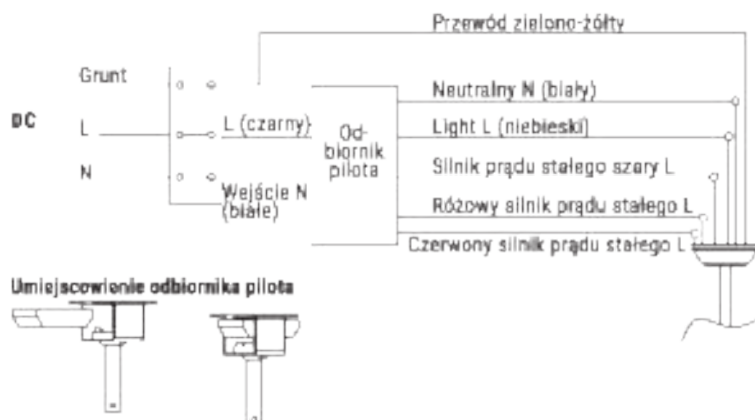 Przewód zielono-żółty
Grunt
Neutralny N (biały)
DC
L
L (czarny)
Od-
biornik
pilota
Light L (niebieski)
N
Silnik prądu stałego szary L
Wejście N
(białe)
Różowy silnik prądu stałego L
Czerwony silnik prądu stałego L
Umiejscowienie odbiornika pilota